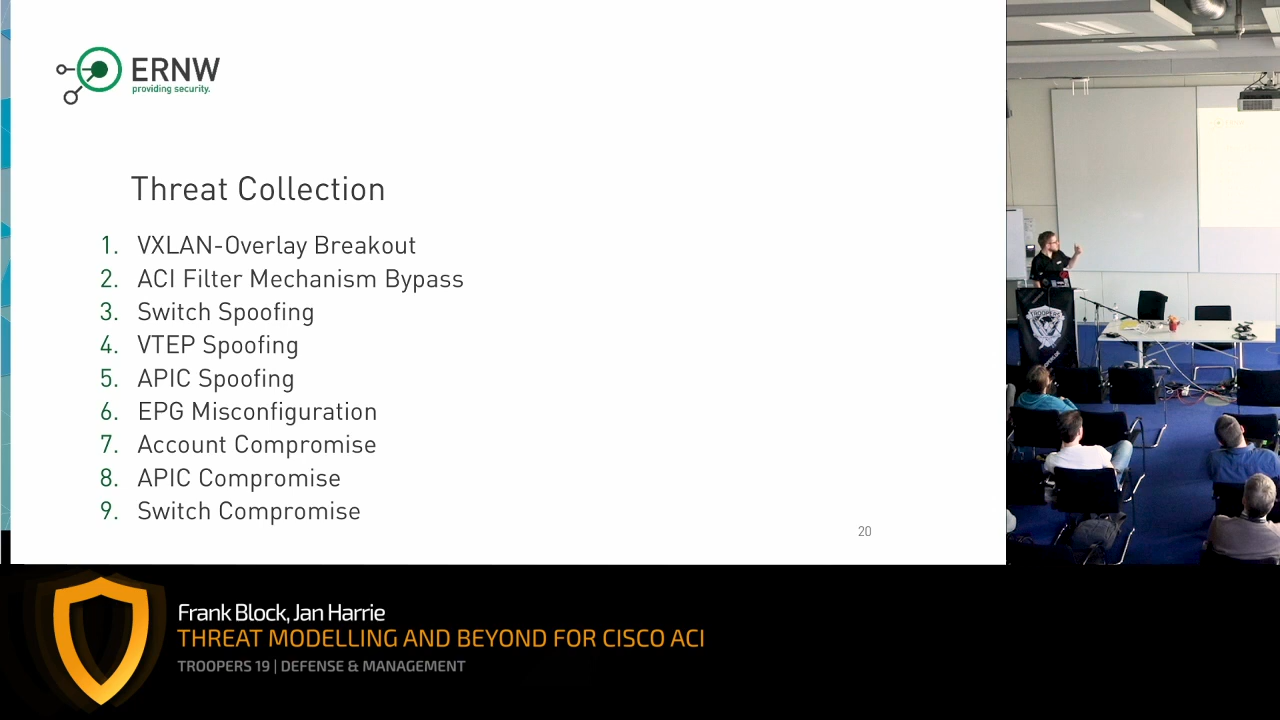 ERNW
providing security.
Threat Collection
1. VXLAN-Overlay Breakout
2. ACI Filter Mechanism Bypass
3. Switch Spoofing
4. VTEP Spoofing
5. APIC Spoofing
6. EPG Misconfiguration
7. Account Compromise
8. APIC Compromise
9. Switch Compromise
20
TROOPERS
Frank Block, Jan Harrie
THREAT MODELLING AND BEYOND FOR CISCO ACI
TROOPERS 19 | DEFENSE & MANAGEMENT